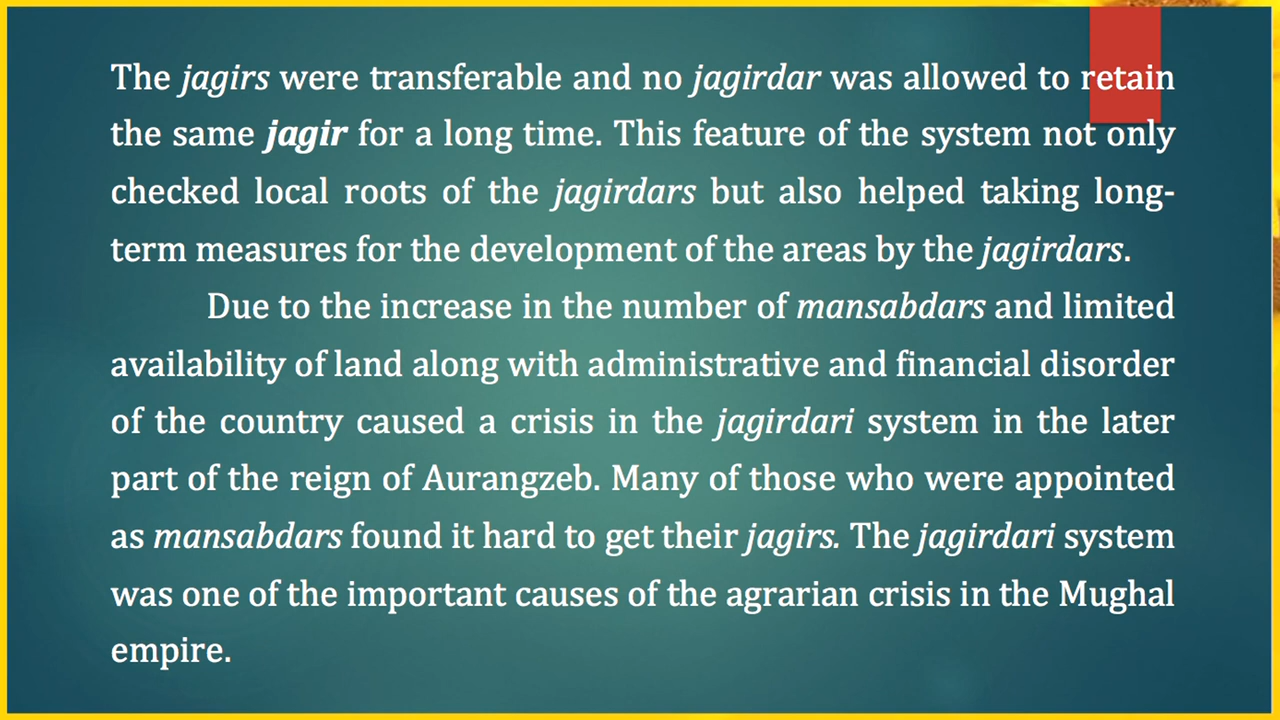 The jagirs were transferable and no jagirdar was allowed to retain
the same jagir for a long time. This feature of the system not only
checked local roots of the jagirdars but also helped taking long-
term measures for the development of the areas by the jagirdars.
Due to the increase in the number of mansabdars and limited
availability of land along with administrative and financial disorder
of the country caused a crisis in the jagirdari system in the later
part of the reign of Aurangzeb. Many of those who were appointed
as mansabdars found it hard to get their jagirs. The jagirdari system
was one of the important causes of the agrarian crisis in the Mughal
empire.